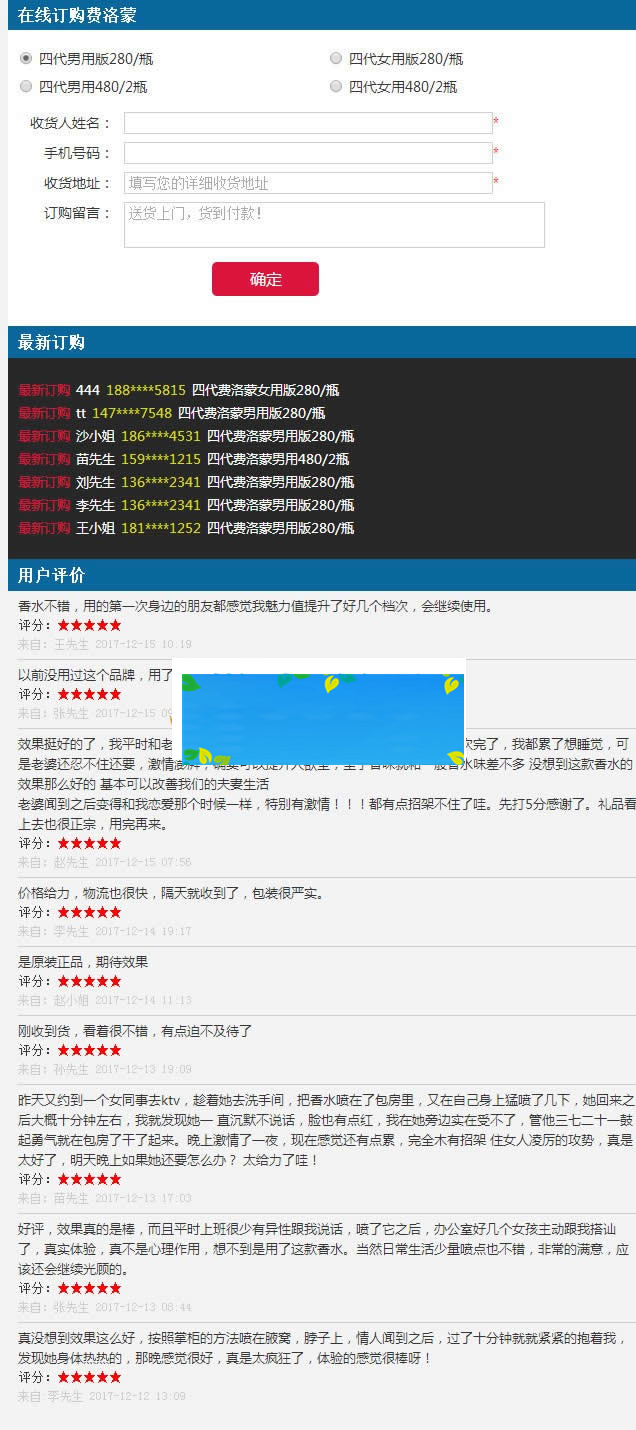 在线订购费洛蒙
四代男用版280/瓶 四代女用版280/瓶
四代男用480/2瓶 四代女用480/2瓶
收货人姓名： *
手机号码： *
收货地址： 填写您的详细收货地址 *
订购留言： 送货上门，货到付款！
确定
最新订购
最新订购 444 188****5815 四代费洛蒙女用版280/瓶
最新订购 tt 147****7548 四代费洛蒙男用版280/瓶
最新订购 沙小姐 186****4531 四代费洛蒙男用版280/瓶
最新订购 苗先生 159****1215 四代费洛蒙男用480/2瓶
最新订购 刘先生 136****2341 四代费洛蒙男用版280/瓶
最新订购 李先生 136****2341 四代费洛蒙男用版280/瓶
最新订购 王小姐 181****1252 四代费洛蒙男用版280/瓶
用户评价
香水不错，用的第一次身边的朋友都感觉我魅力值提升了好几个档次，会继续使用。
评分：★★★★★
来自：王先生 2017-12-15 10:19
以前没用过这个品牌，用了
评分：★★★★★
来自：张先生 2017-12-15
效果挺好的了，我平时和老 次完了，我都累了想睡觉，可
是老婆还忍不住还要，激情澎湃，确实可以提升人欲望，至于香味就和一般香水味差不多 没想到这款香水的
效果那么好的 基本可以改善我们的夫妻生活
老婆闻到之后变得和我恋爱那个时候一样，特别有激情！！！都有点招架不住了哇。先打5分感谢了。礼品看
上去也很正宗，用完再来。
评分：★★★★★
来自：赵先生 2017-12-15 07:56
价格给力，物流也很快，隔天就收到了，包装很严实。
评分：★★★★★
来自：李先生 2017-12-14 19:17
是原装正品，期待效果
评分：★★★★★
来自：赵小姐 2017-12-14 11:13
刚收到货，看着很不错，有点迫不及待了
评分：★★★★★
来自：孙先生 2017-12-13 19:09
昨天又约到一个女同事去ktv，趁着她去洗手间，把香水喷在了包房里，又在自己身上猛喷了几下，她回来之
后大概十分钟左右，我就发现她一 直沉默不说话，脸也有点红，我在她旁边实在受不了，管他三七二十一鼓
起勇气就在包房了干了起来。晚上激情了一夜，现在感觉还有点累，完全木有招架 住女人凌厉的攻势，真是
太好了，明天晚上如果她还要怎么办？ 太给力了哇！
评分：★★★★★
来自：苗先生 2017-12-13 17:03
好评，效果真的是棒，而且平时上班很少有异性跟我说话，喷了它之后，办公室好几个女孩主动跟我搭讪
了，真实体验，真不是心理作用，想不到是用了这款香水。当然日常生活少量喷点也不错，非常的满意，应
该还会继续光顾的。
评分：★★★★★
来自：张先生 2017-12-13 08:44
真没想到效果这么好，按照掌柜的方法喷在腋窝，脖子上，情人闻到之后，过了十分钟就就紧紧的抱着我，
发现她身体热热的，那晚感觉很好，真是太疯狂了，体验的感觉很棒呀！
评分：★★★★★
来自 李先生 2017-12-12 13:09